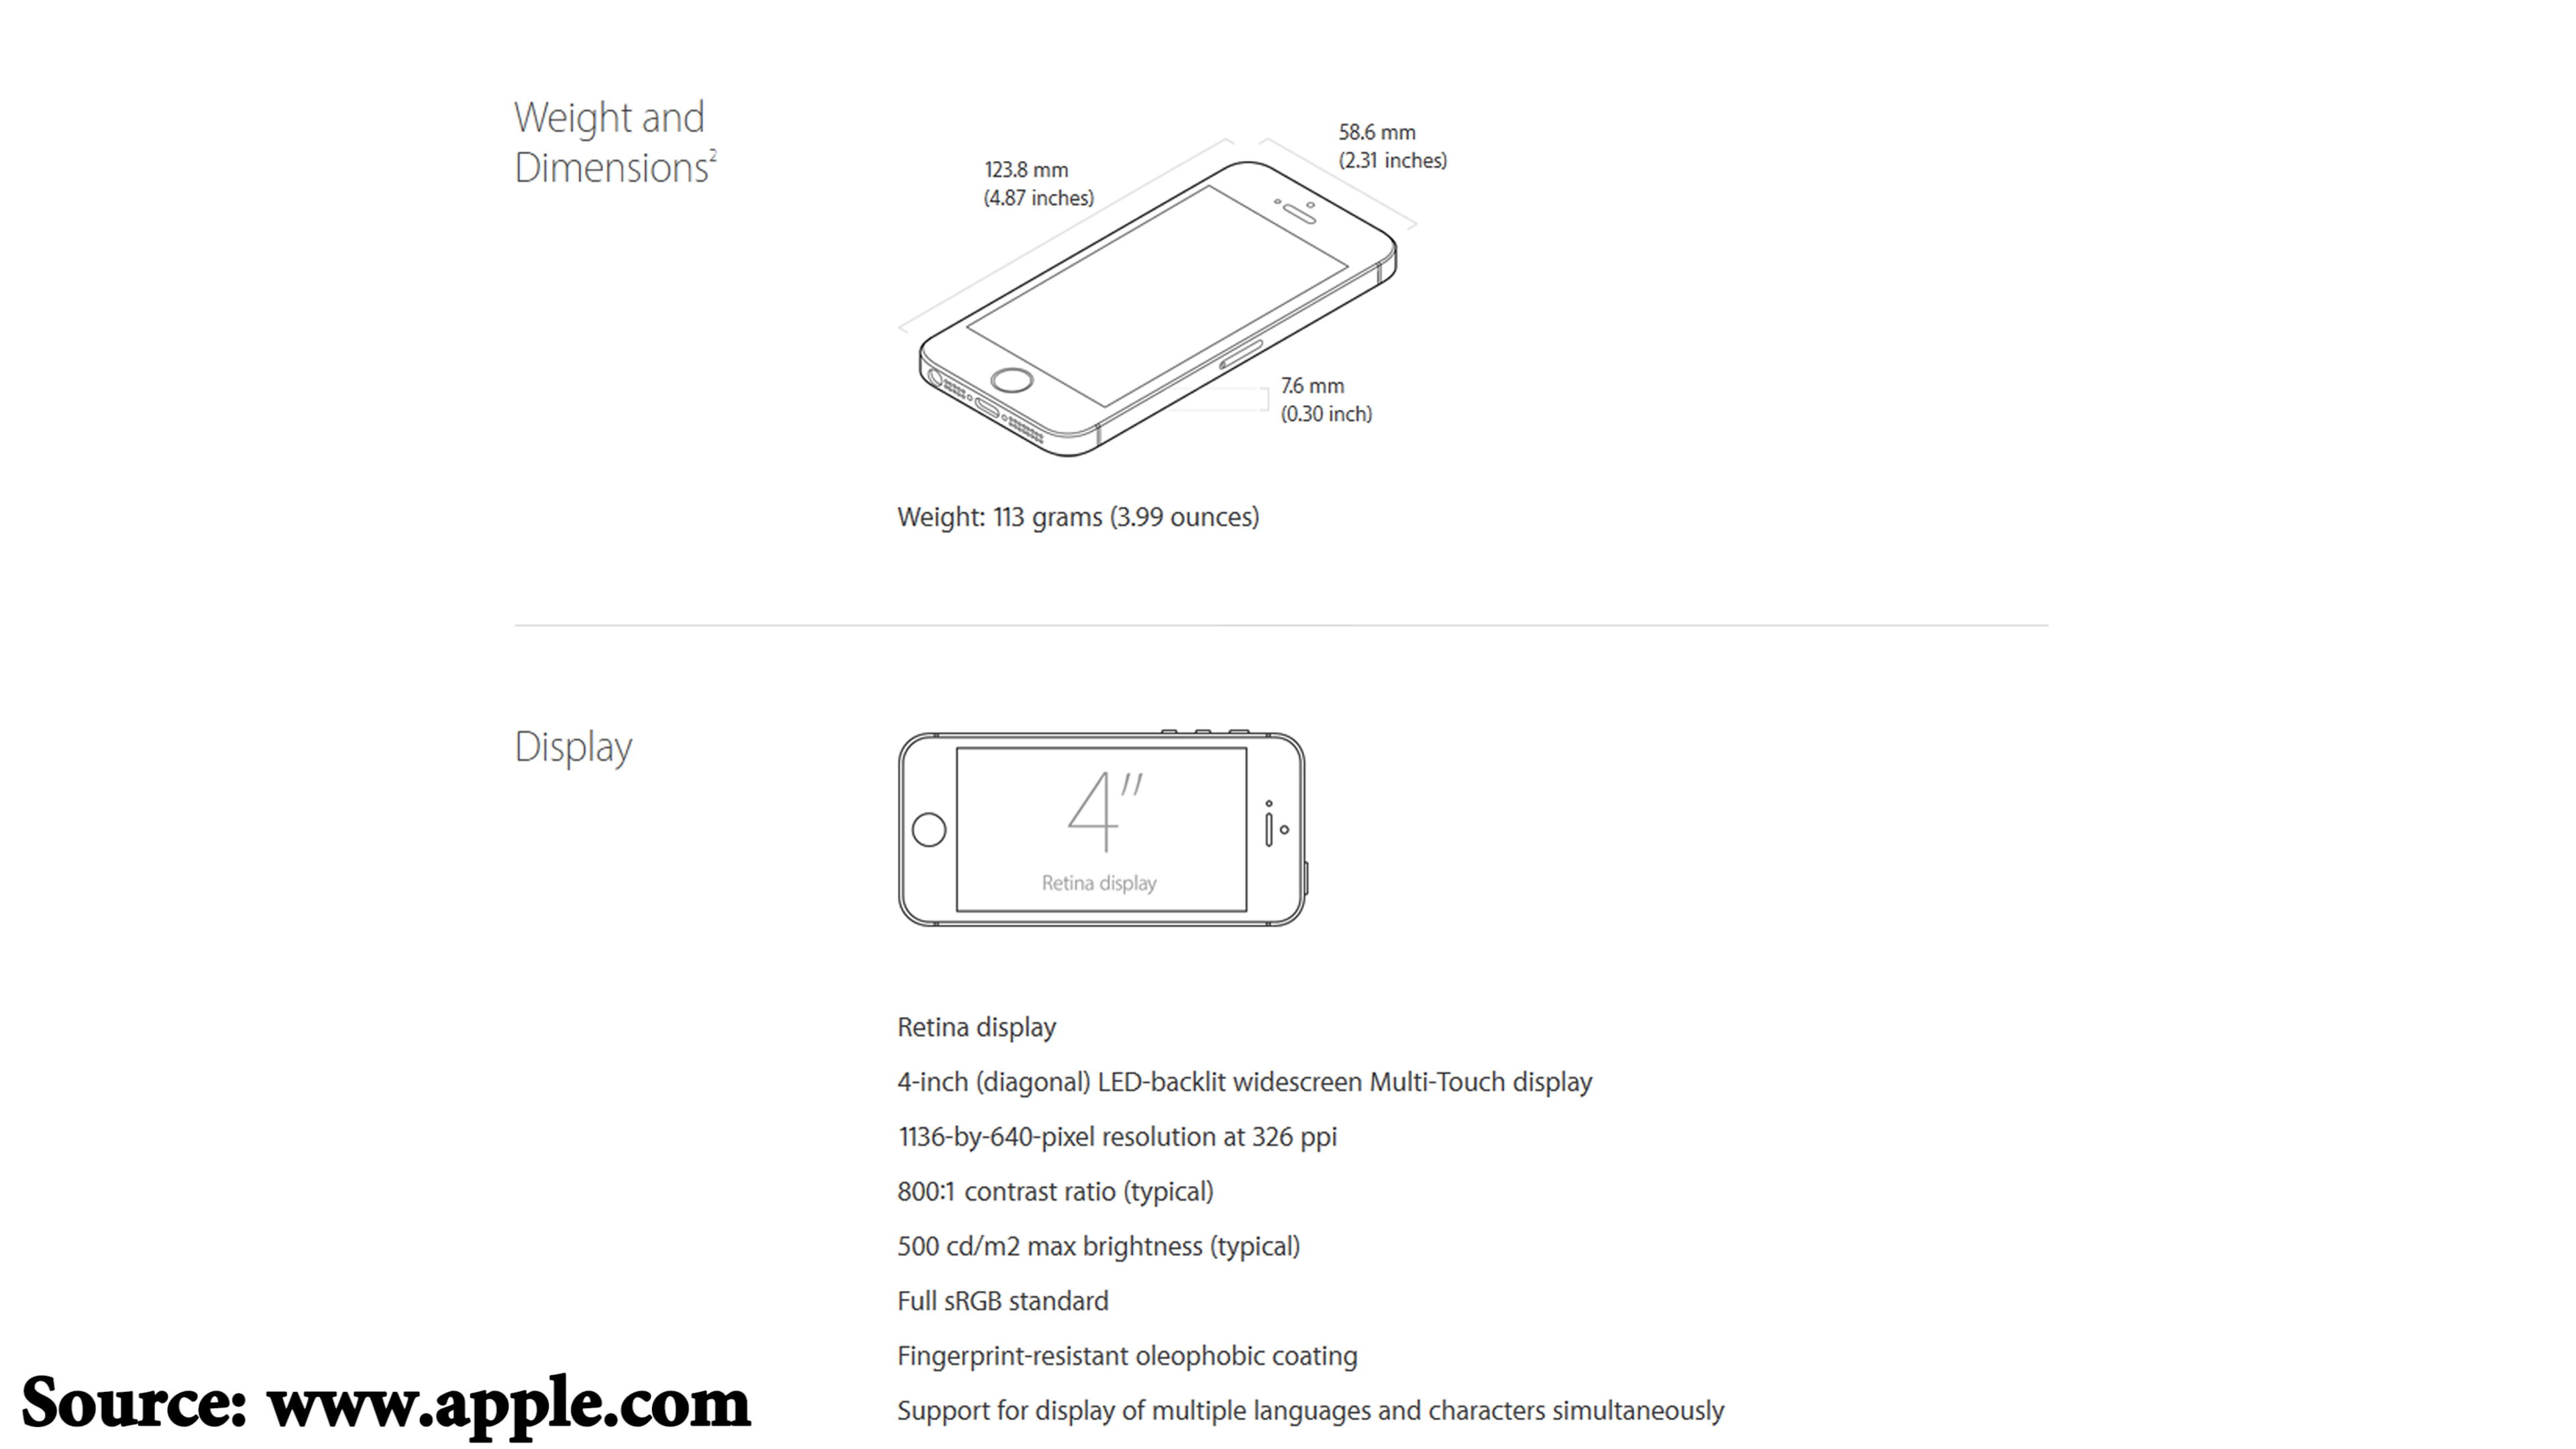 Weight and
Dimensions²
123.8 mm
(4.87 inches)
58.6 mm
(2.31 inches)
7.6 mm
(0.30 inch)
Weight: 113 grams (3.99 ounces)
Display
4″
Retina display
Retina display
4-inch (diagonal) LED-backlit widescreen Multi-Touch display
1136-by-640-pixel resolution at 326 ppi
800:1 contrast ratio (typical)
500 cd/m2 max brightness (typical)
Full sRGB standard
Fingerprint-resistant oleophobic coating
Support for display of multiple languages and characters simultaneously
Source: www.apple.com